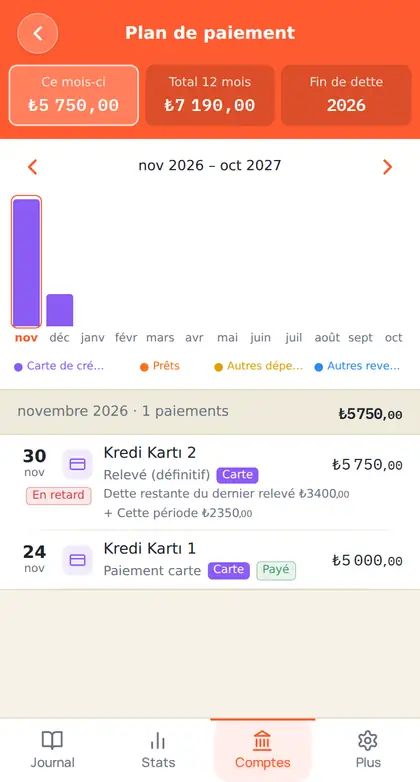 Plan de paiement
Ce mois-ci
₺5 750,00
Total 12 mois
₺7 190,00
Fin de dette
2026
nov 2026 – oct 2027
nov déc janv févr mars avr mai juin juil août sept oct
Carte de cré... Prêts Autres dépe... Autres reve...
novembre 2026 · 1 paiements ₺5 750,00
30 nov
En retard
Kredi Kartı 2
₺5 750,00
Relevé (définitif) Carte
Dette restante du dernier relevé ₺3400,00
+ Cette période ₺2350,00
24 nov
Kredi Kartı 1
₺5 000,00
Paiement carte Carte Payé
Journal Stats Comptes Plus